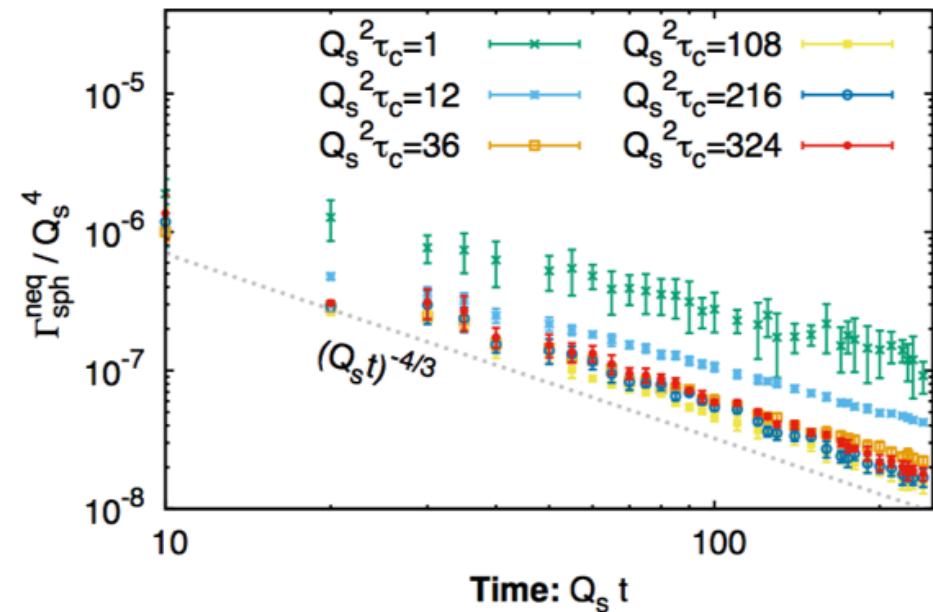 Q_s^2τ_c=1
Q_s^2τ_c=108
Q_s^2τ_c=12
Q_s^2τ_c=216
Q_s^2τ_c=36
Q_s^2τ_c=324
10^-5
10^-6
10^-7
10^-8
Γ_sph^neq / Q_s^4
(Q_s t)^-4/3
10
100
Time: Q_s t